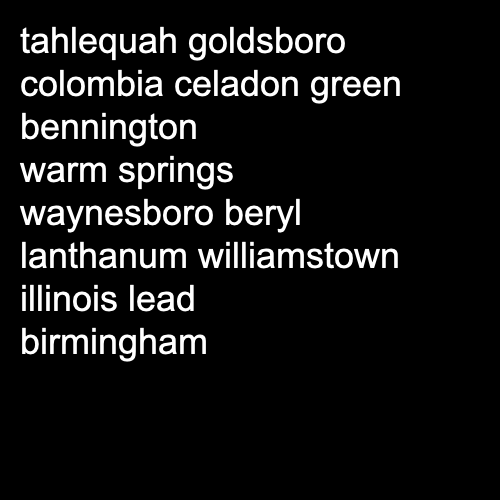 tahlequah goldsboro
colombia celadon green
bennington
warm springs
waynesboro beryl
lanthanum williamstown
illinois lead
birmingham